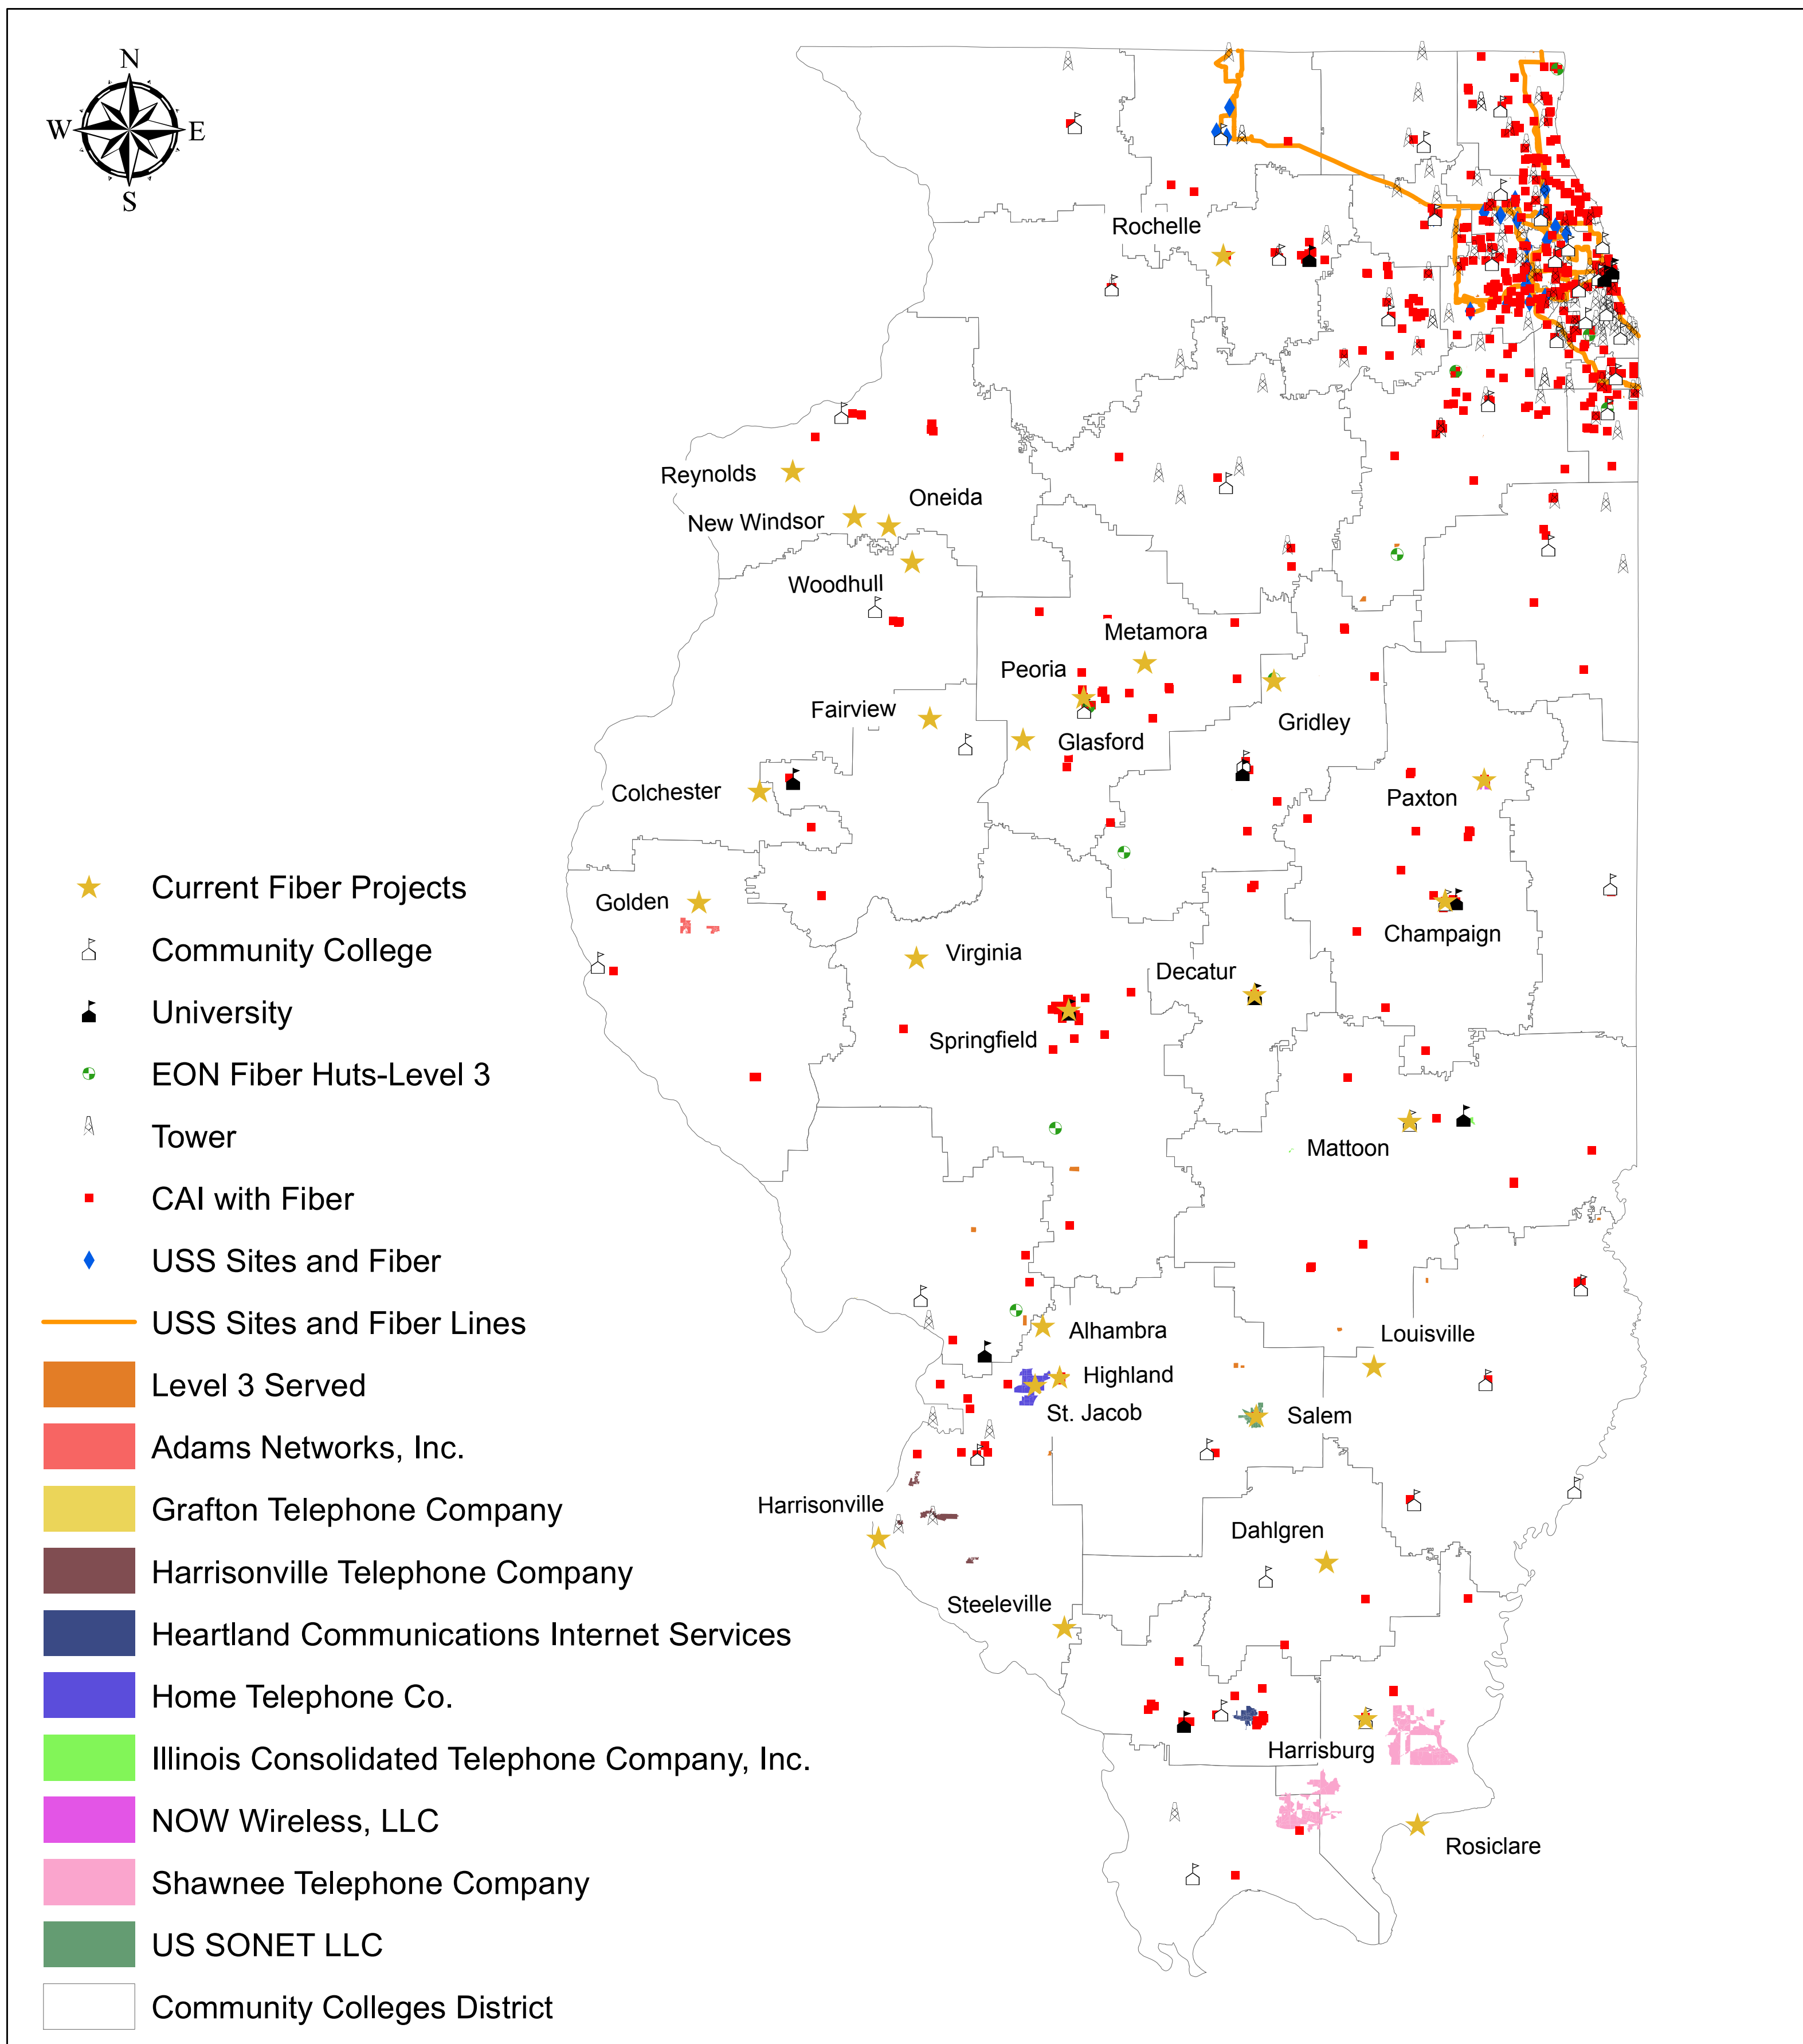 N
W
E
S
Rochelle
Reynolds
Oneida
New Windsor
Woodhull
Metamora
Peoria
Fairview
Gridley
Glasford
Colchester
Paxton
Golden
Champaign
Virginia
Decatur
Springfield
Mattoon
Alhambra
Louisville
Highland
St. Jacob
Salem
Harrisonville
Dahlgren
Steeleville
Harrisburg
Rosiclare
Current Fiber Projects
Community College
University
EON Fiber Huts-Level 3
Tower
CAI with Fiber
USS Sites and Fiber
USS Sites and Fiber Lines
Level 3 Served
Adams Networks, Inc.
Grafton Telephone Company
Harrisonville Telephone Company
Heartland Communications Internet Services
Home Telephone Co.
Illinois Consolidated Telephone Company, Inc.
NOW Wireless, LLC
Shawnee Telephone Company
US SONET LLC
Community Colleges District